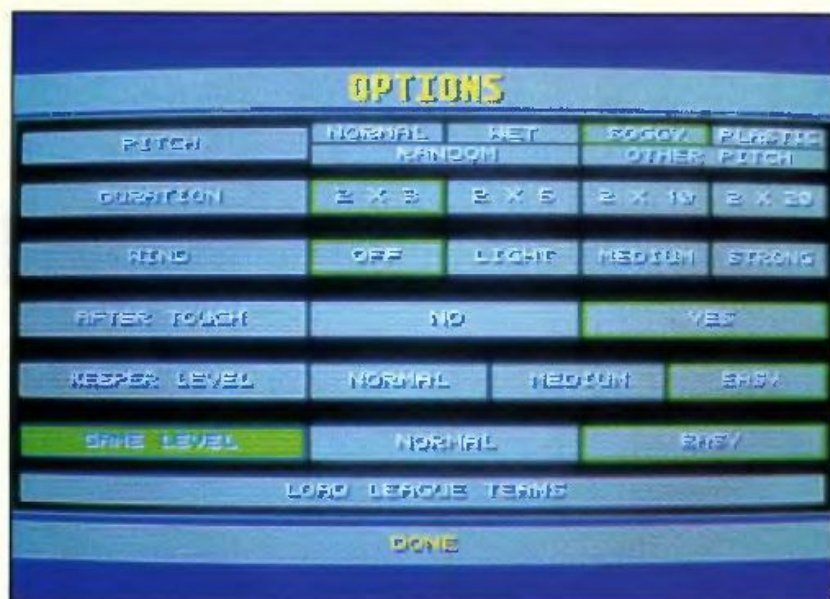 OPTIONS
PITCH NORMAL WET SOGGY PLASTIC
RANDOM OTHER PITCH
DURATION 2 X 3 2 X 5 2 X 10 2 X 20
WIND OFF LIGHT MEDIUM STRONG
AFTER TOUCH NO YES
KEEPER LEVEL NORMAL MEDIUM EASY
GAME LEVEL NORMAL EASY
LOAD LEAGUE TEAMS
DONE